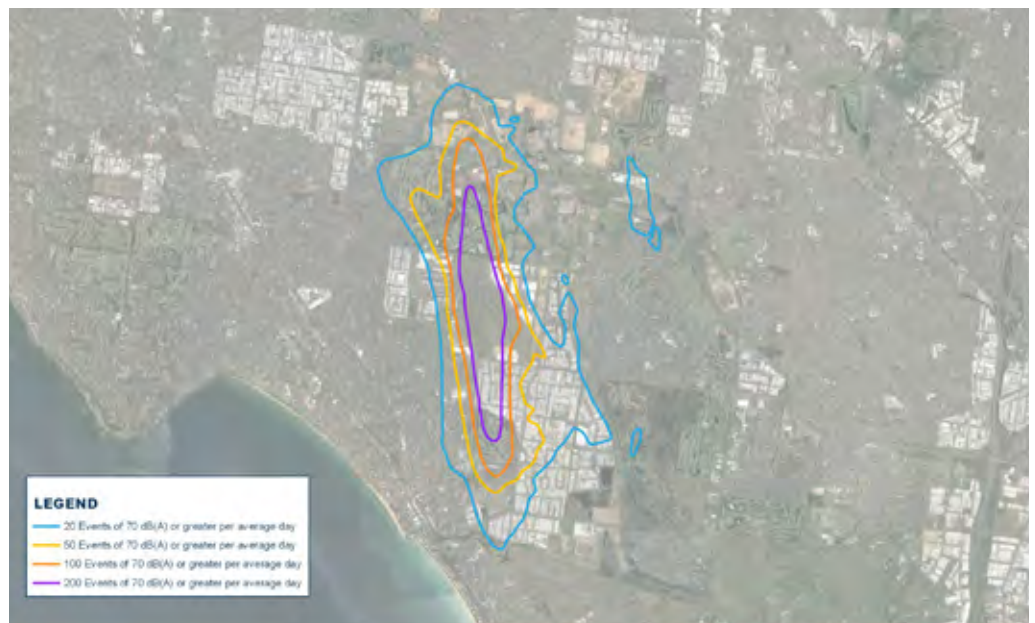 LEGEND
20 Events of 70 dB(A) or greater per average day
50 Events of 70 dB(A) or greater per average day
100 Events of 70 dB(A) or greater per average day
200 Events of 70 dB(A) or greater per average day